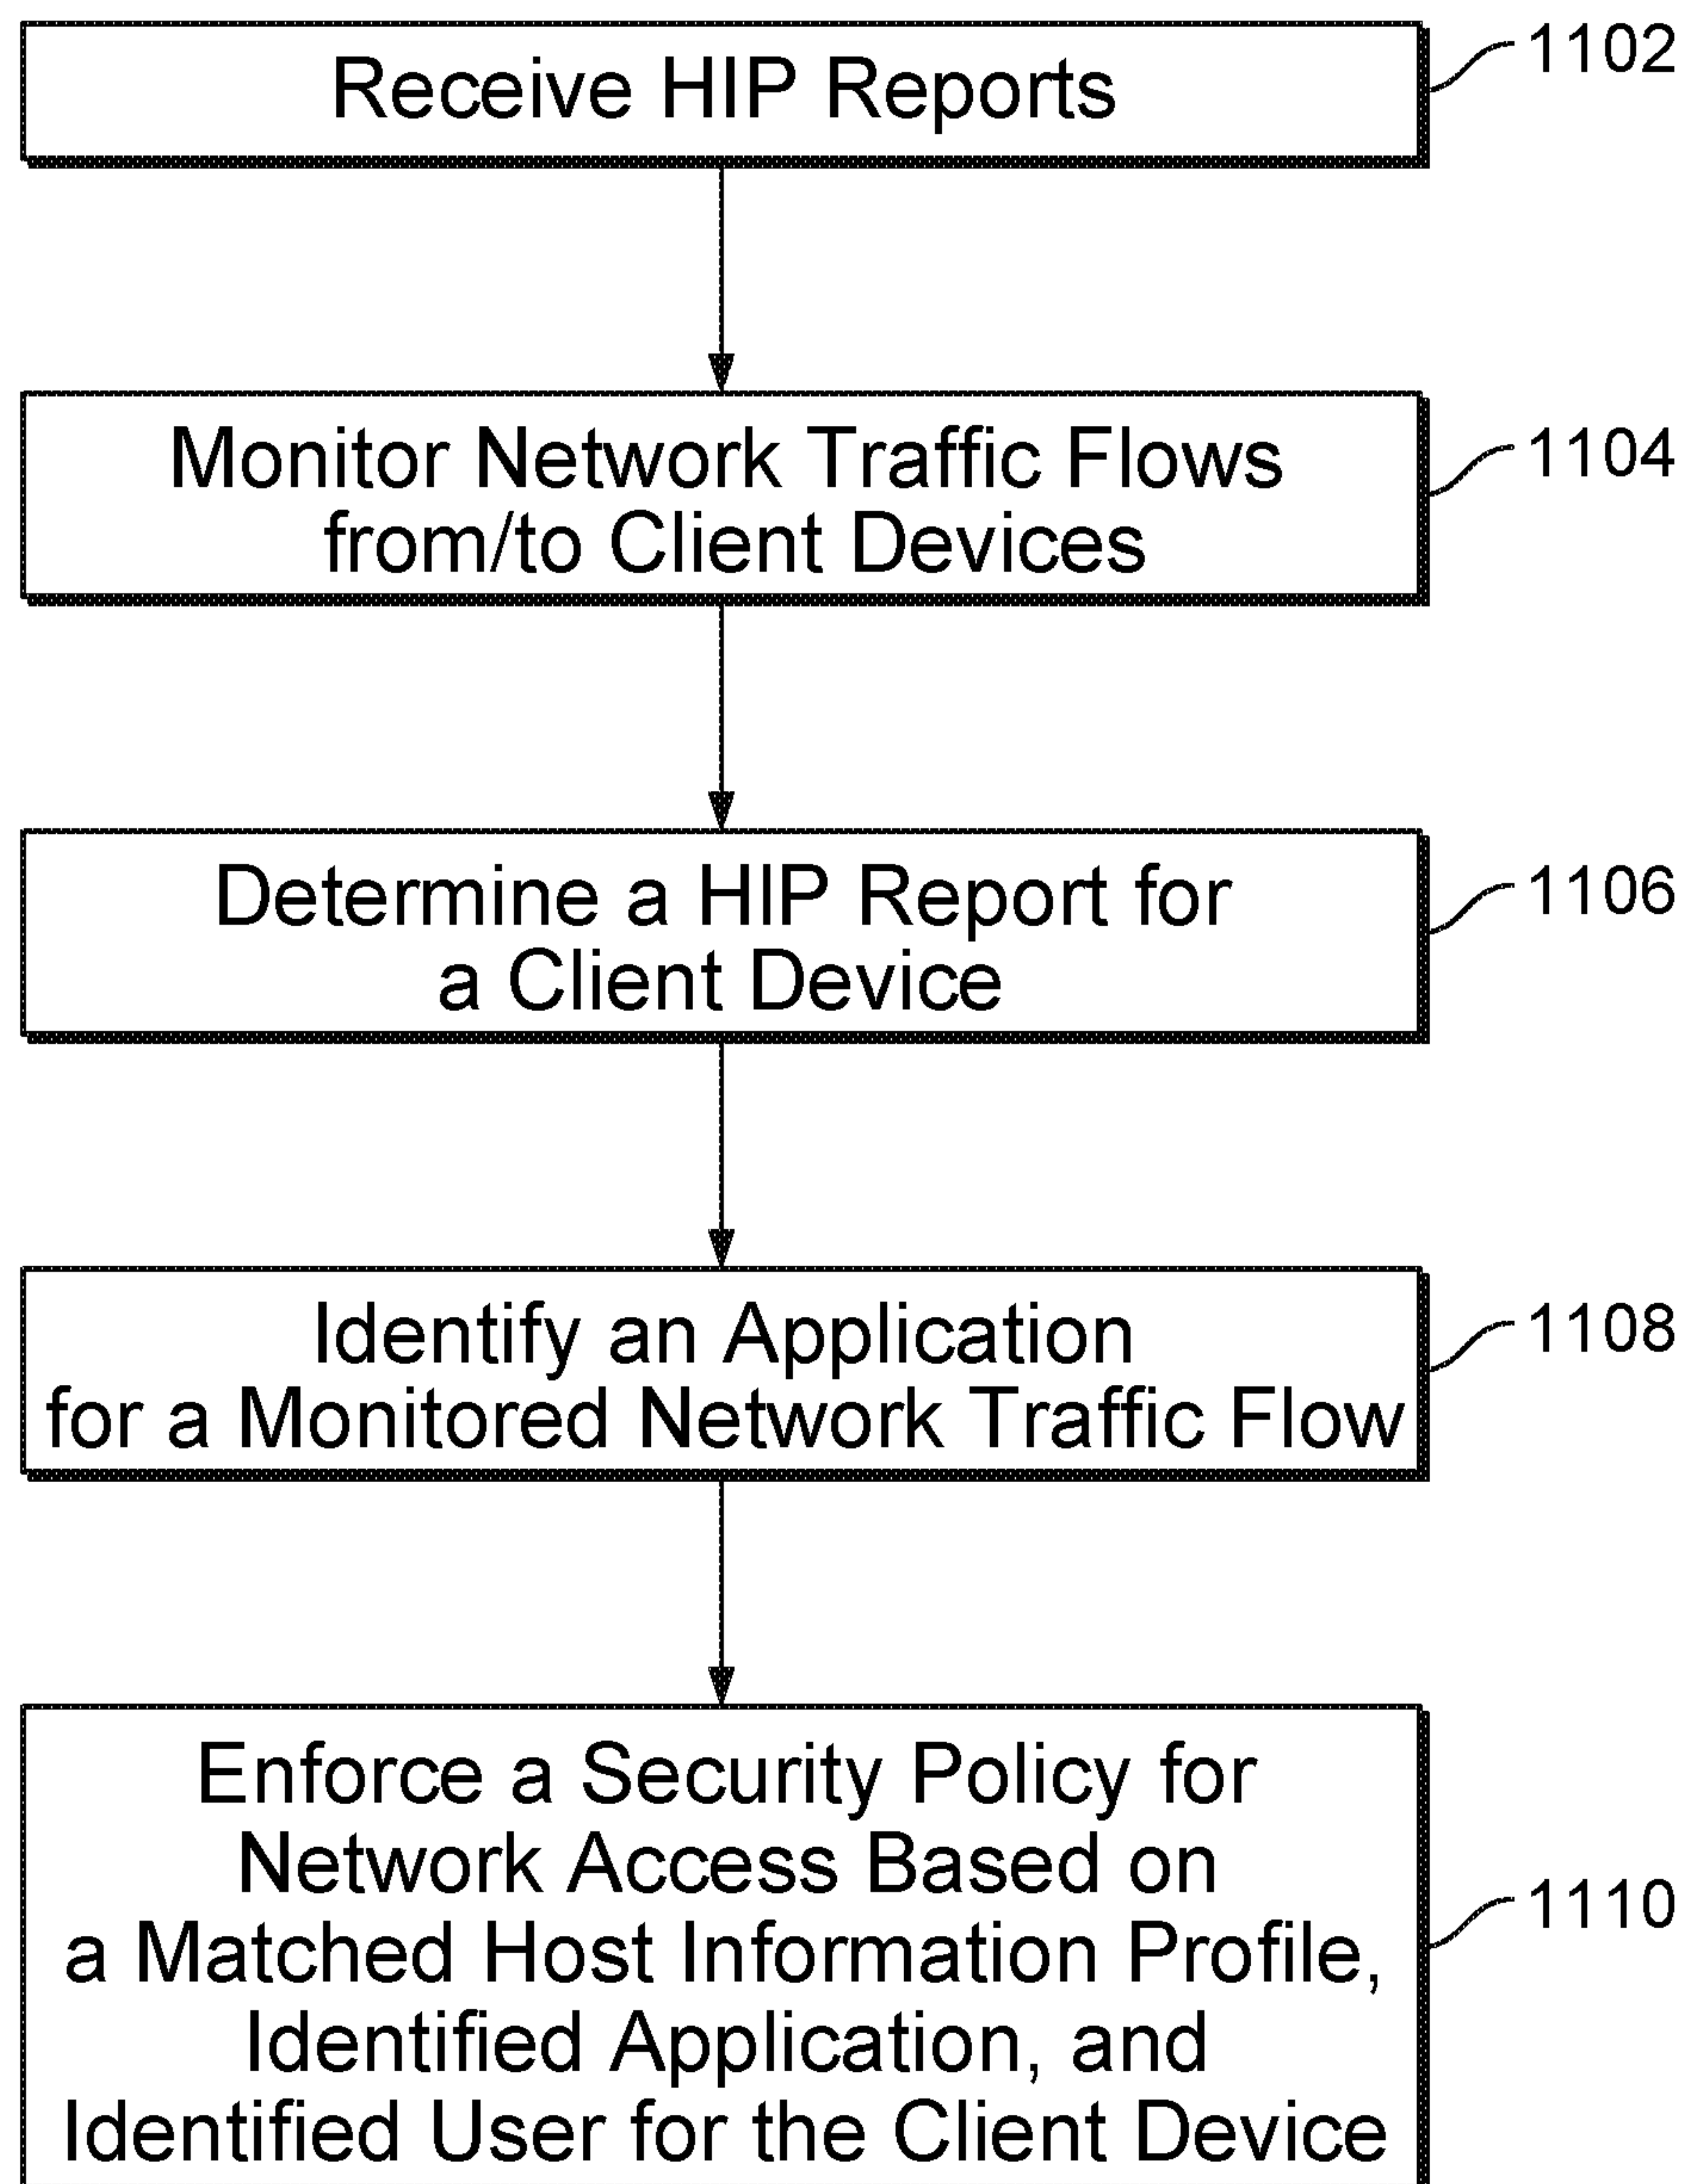 Receive HIP Reports
1102
Monitor Network Traffic Flows
from/to Client Devices
1104
Determine a HIP Report for
a Client Device
1106
Identify an Application
for a Monitored Network Traffic Flow
1108
Enforce a Security Policy for
Network Access Based on
a Matched Host Information Profile,
Identified Application, and
Identified User for the Client Device
1110